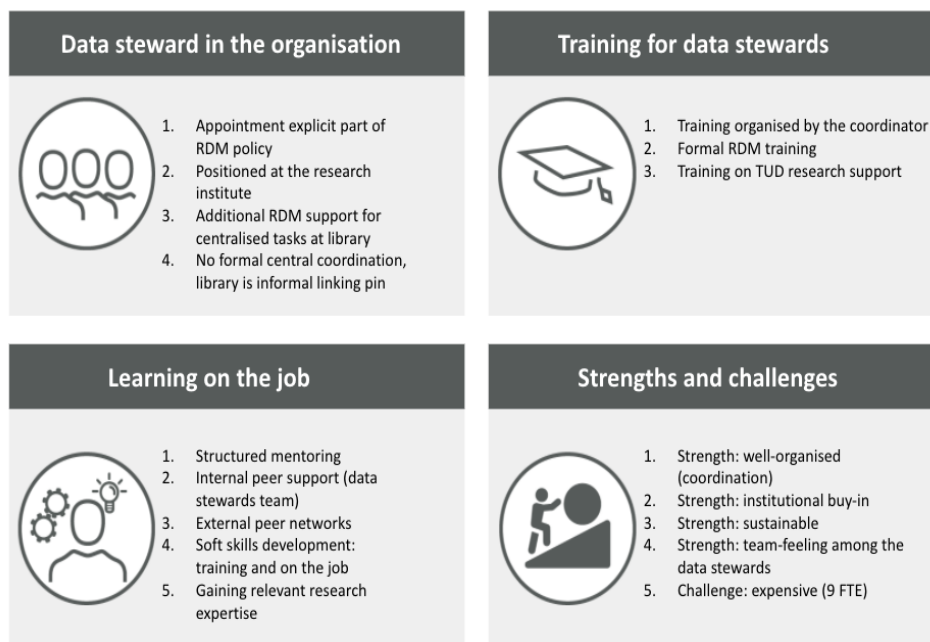 Data steward in the organisation
1. Appointment explicit part of
RDM policy
2. Positioned at the research
institute
3. Additional RDM support for
centralised tasks at library
4. No formal central coordination,
library is informal linking pin
Training for data stewards
1. Training organised by the coordinator
2. Formal RDM training
3. Training on TUD research support
Learning on the job
1. Structured mentoring
2. Internal peer support (data
stewards team)
3. External peer networks
4. Soft skills development:
training and on the job
5. Gaining relevant research
expertise
Strengths and challenges
1. Strength: well-organised
(coordination)
2. Strength: institutional buy-in
3. Strength: sustainable
4. Strength: team-feeling among the
data stewards
5. Challenge: expensive (9 FTE)